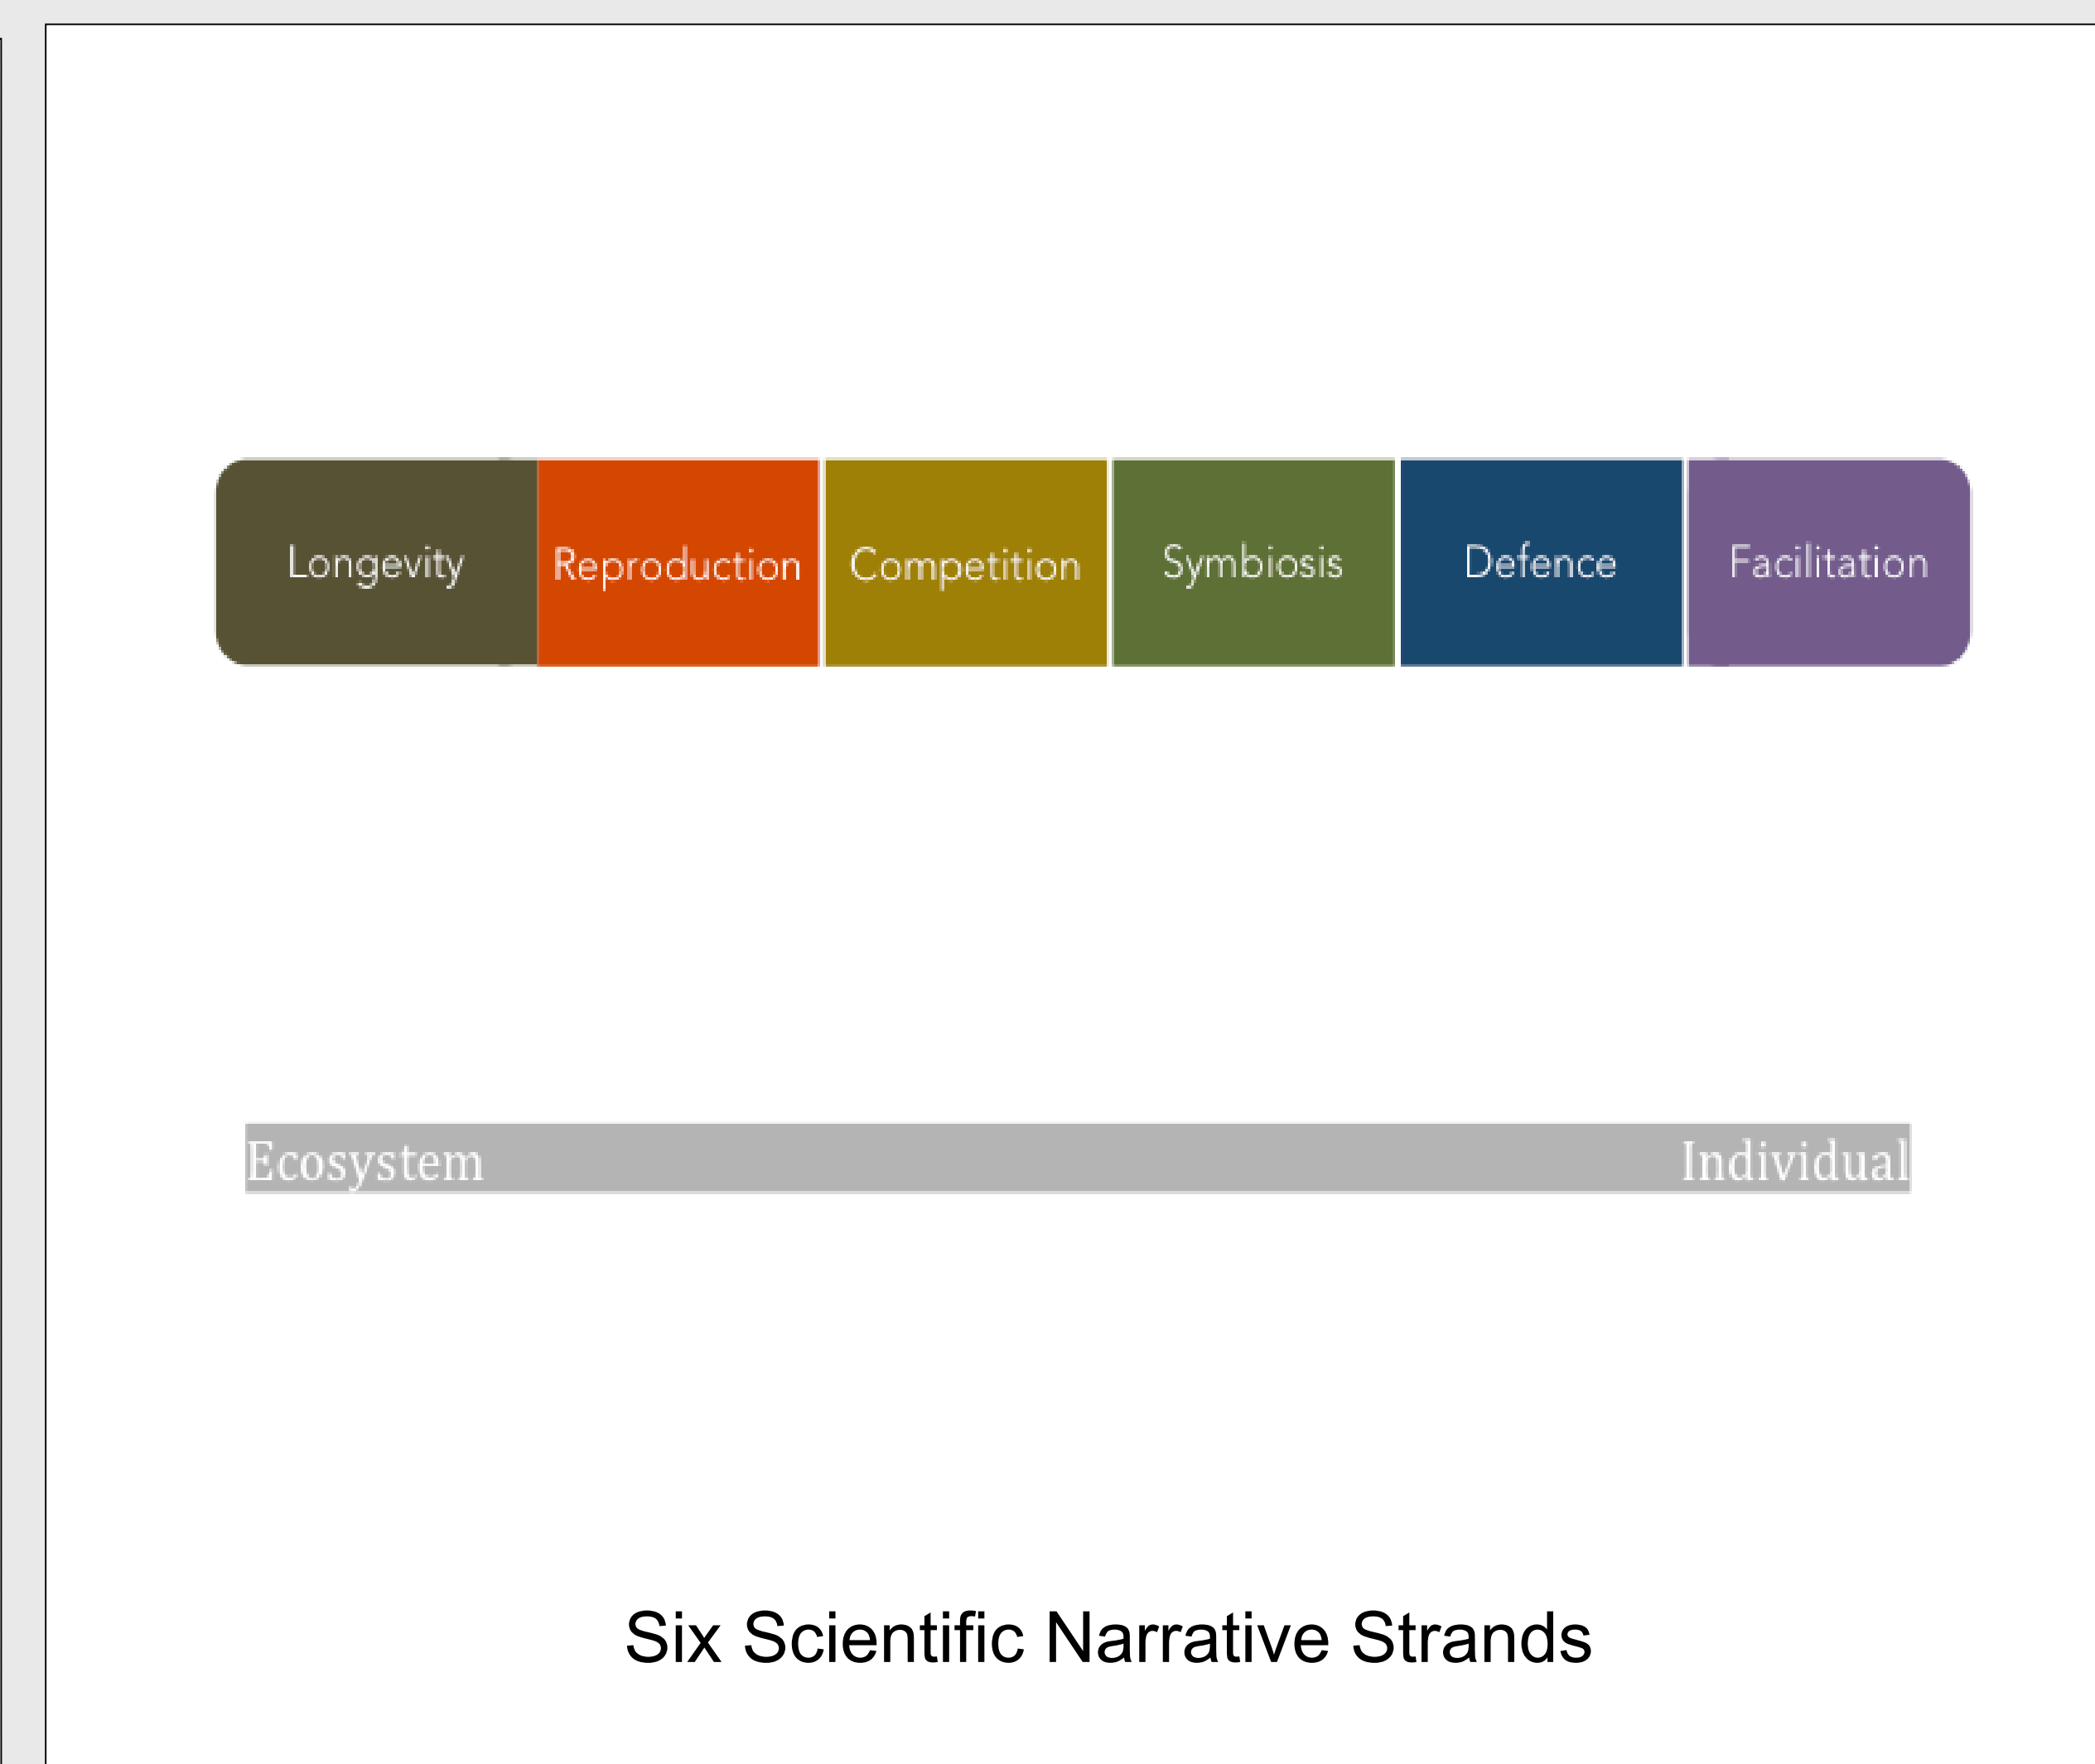 Longevity Reproduction Competition Symbiosis Defence Facilitation
Ecosystem Individual
Six Scientific Narrative Strands